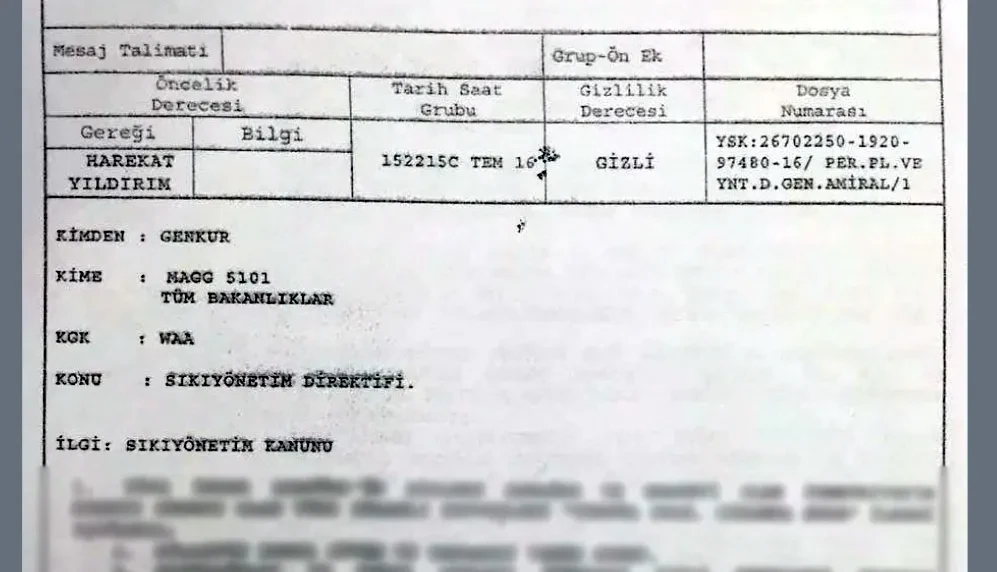 Mesaj Talimatı
Grup-Ön Ek
Öncelik
Derecesi
Tarih Saat
Grubu
Gizlilik
Derecesi
Dosya
Numarası
Gereği
Bilgi
HAREKAT
YILDIRIM
152215C TEM 16
GİZLİ
YSK:26702250-1920-
97480-16/ PER.PL.VE
YNT.D.GEN.AMİRAL/1
KİMDEN : GENKUR
KİME : MAGG 5101
TÜM BAKANLIKLAR
KGK : WAA
KONU : SIKIYÖNETİM DİREKTİFİ.
İLGİ: SIKIYÖNETİM KANUNU